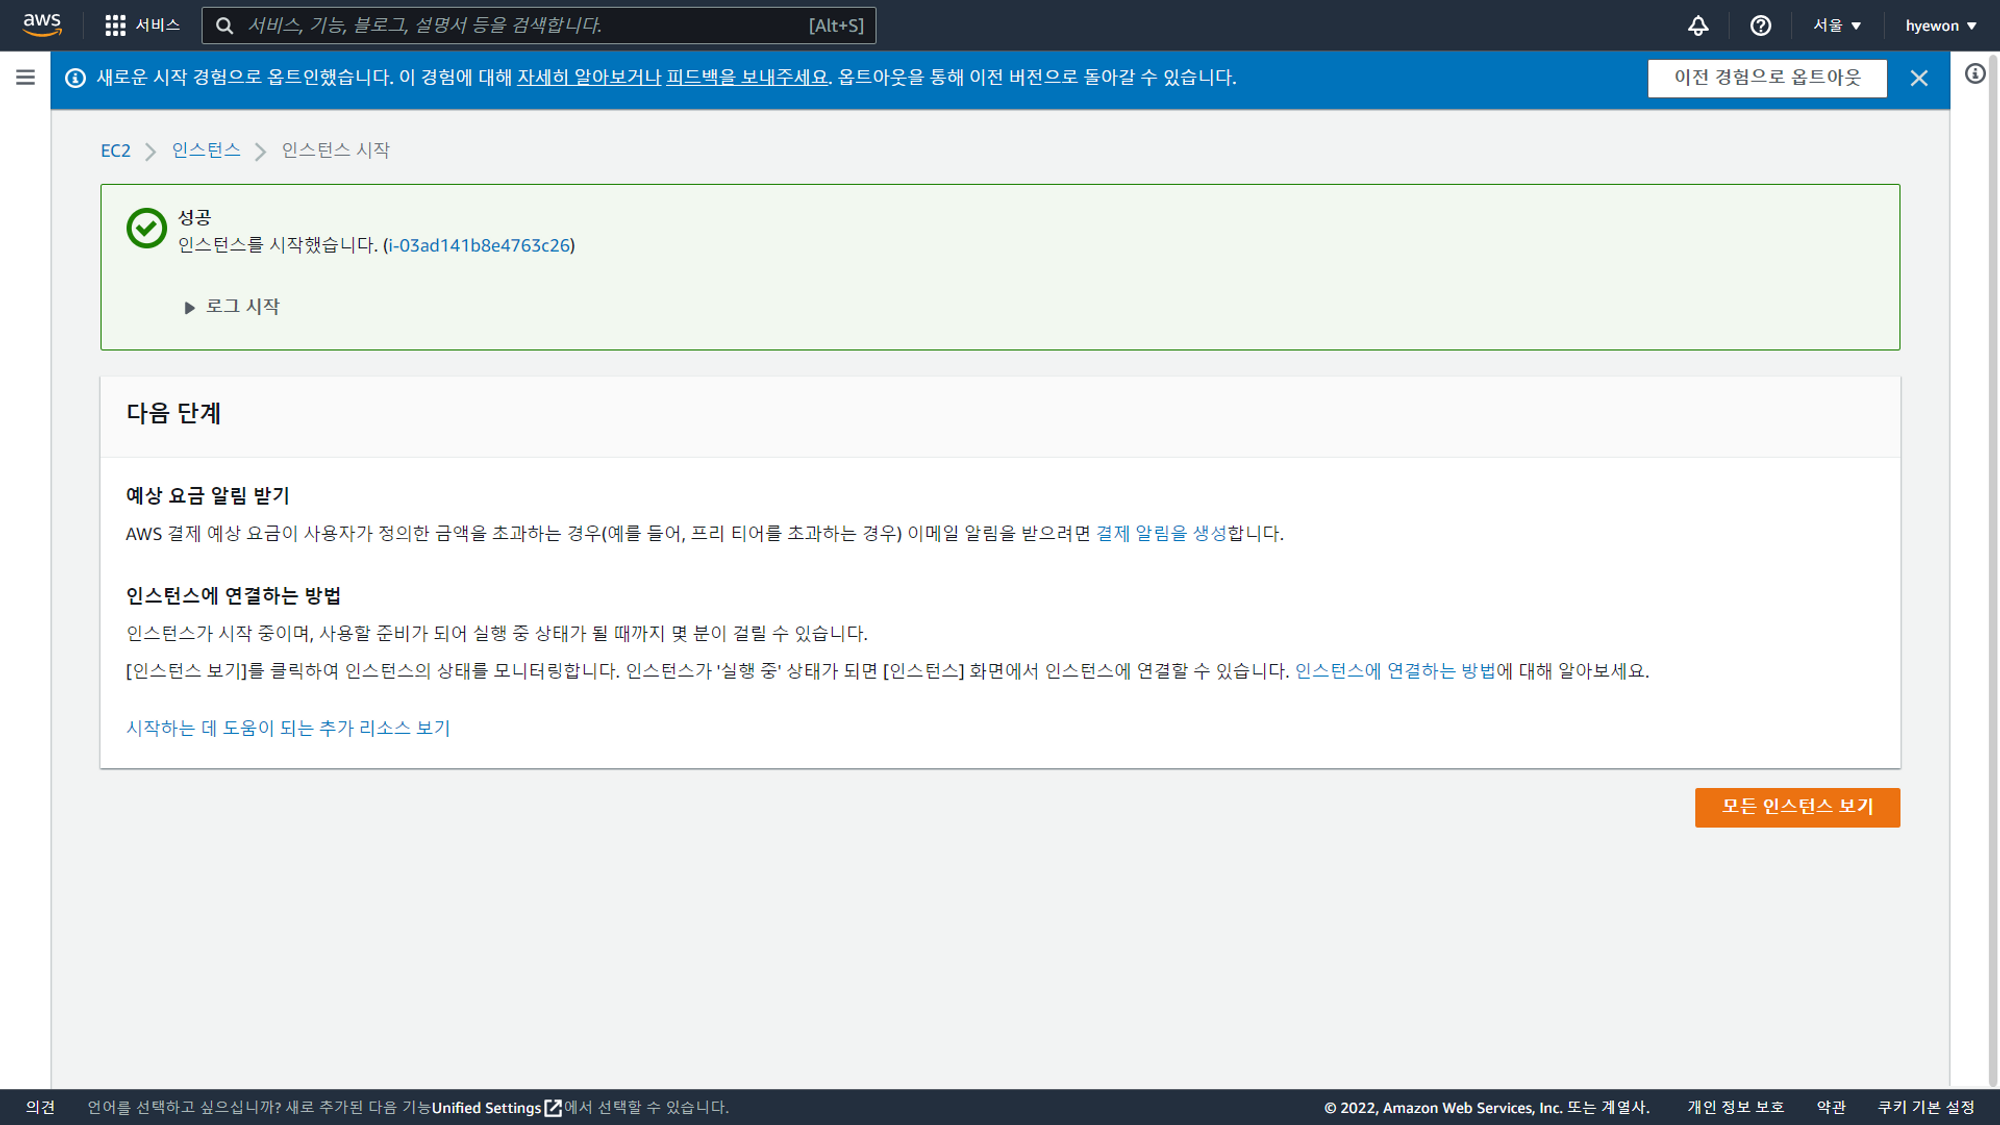 aws
서비스
서비스, 기능, 블로그, 설명서 등을 검색합니다.
[Alt+S]
서울 ▼
hyewon ▼
새로운 시작 경험으로 옵트인했습니다. 이 경험에 대해 자세히 알아보거나 피드백을 보내주세요. 옵트아웃을 통해 이전 버전으로 돌아갈 수 있습니다.
이전 경험으로 옵트아웃
EC2 > 인스턴스 > 인스턴스 시작
성공
인스턴스를 시작했습니다. (i-03ad141b8e4763c26)
▶ 로그 시작
다음 단계
예상 요금 알림 받기
AWS 결제 예상 요금이 사용자가 정의한 금액을 초과하는 경우(예를 들어, 프리 티어를 초과하는 경우) 이메일 알림을 받으려면 결제 알림을 생성합니다.
인스턴스에 연결하는 방법
인스턴스가 시작 중이며, 사용할 준비가 되어 실행 중 상태가 될 때까지 몇 분이 걸릴 수 있습니다.
[인스턴스 보기]를 클릭하여 인스턴스의 상태를 모니터링합니다. 인스턴스가 '실행 중' 상태가 되면 [인스턴스] 화면에서 인스턴스에 연결할 수 있습니다. 인스턴스에 연결하는 방법에 대해 알아보세요.
시작하는 데 도움이 되는 추가 리소스 보기
모든 인스턴스 보기
의견
언어를 선택하고 싶으십니까? 새로 추가된 다음 기능Unified Settings에서 선택할 수 있습니다.
© 2022, Amazon Web Services, Inc. 또는 계열사.
개인 정보 보호
약관
쿠키 기본 설정